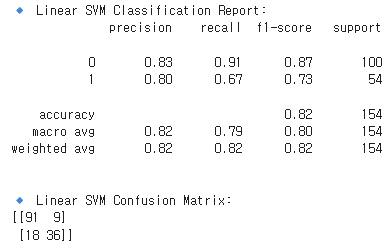 🔹 Linear SVM Classification Report:
              precision    recall  f1-score   support

           0       0.83      0.91      0.87       100
           1       0.80      0.67      0.73        54

    accuracy                           0.82       154
   macro avg       0.82      0.79      0.80       154
weighted avg       0.82      0.82      0.82       154

🔹 Linear SVM Confusion Matrix:
[[91  9]
 [18 36]]